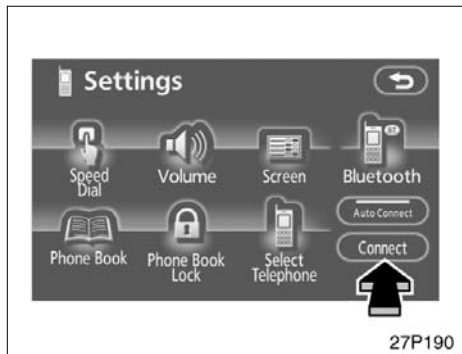 Settings
Speed
Dial
Volume
Screen
Bluetooth
Auto Connect
Phone Book
Phone Book
Lock
Select
Telephone
Connect
27P190